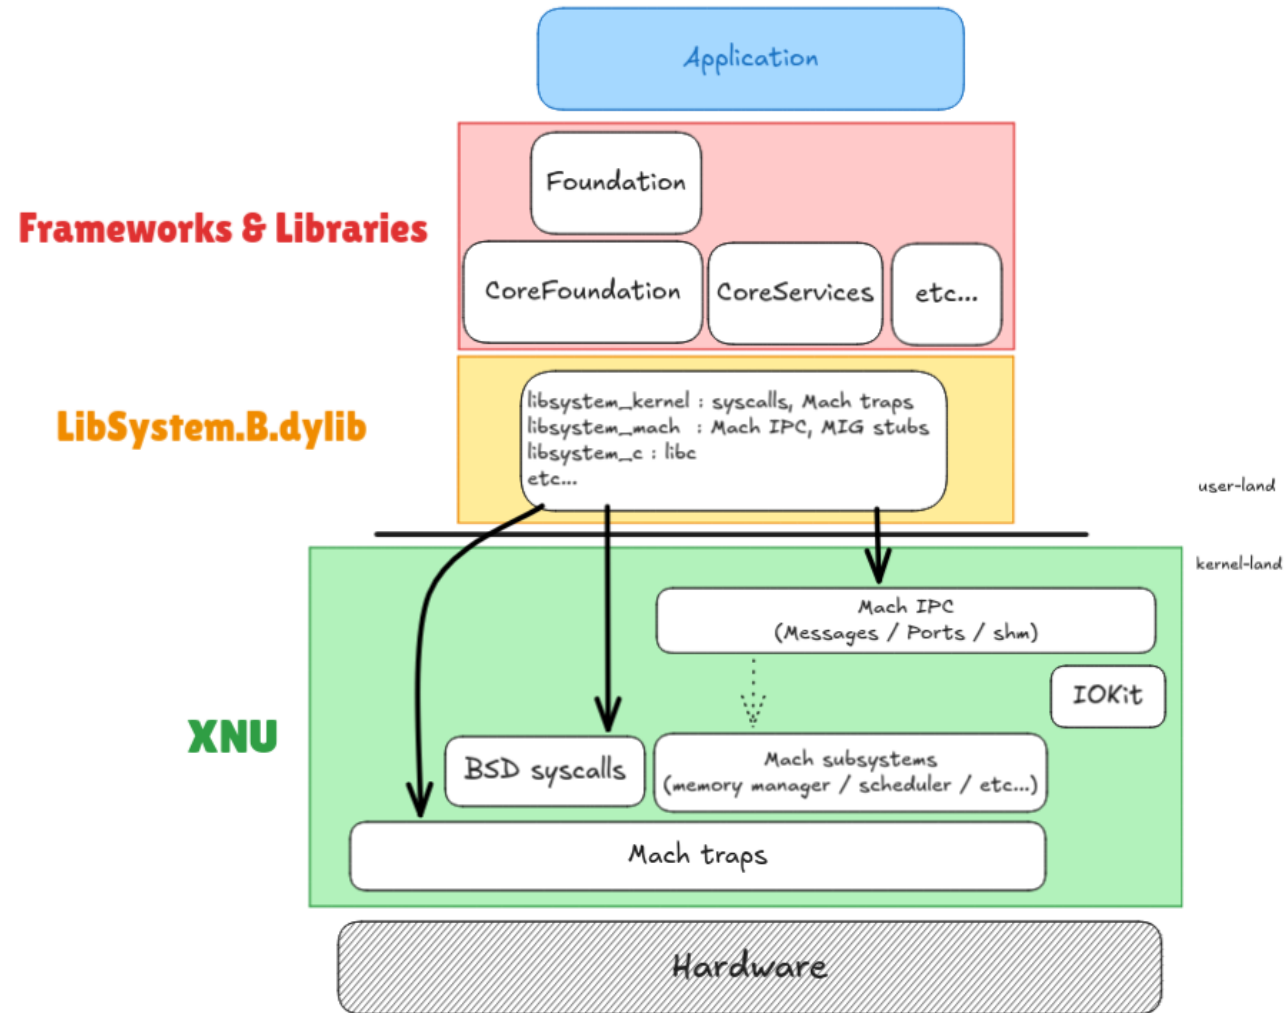 Application
Frameworks & Libraries
Foundation
CoreFoundation
CoreServices
etc...
LibSystem.B.dylib
libsystem_kernel : syscalls, Mach traps
libsystem_mach : Mach IPC, MIG stubs
libsystem_c : libc
etc...
user-land
kernel-land
XNU
Mach IPC
(Messages / Ports / shm)
IOKit
BSD syscalls
Mach subsystems
(memory manager / scheduler / etc...)
Mach traps
Hardware